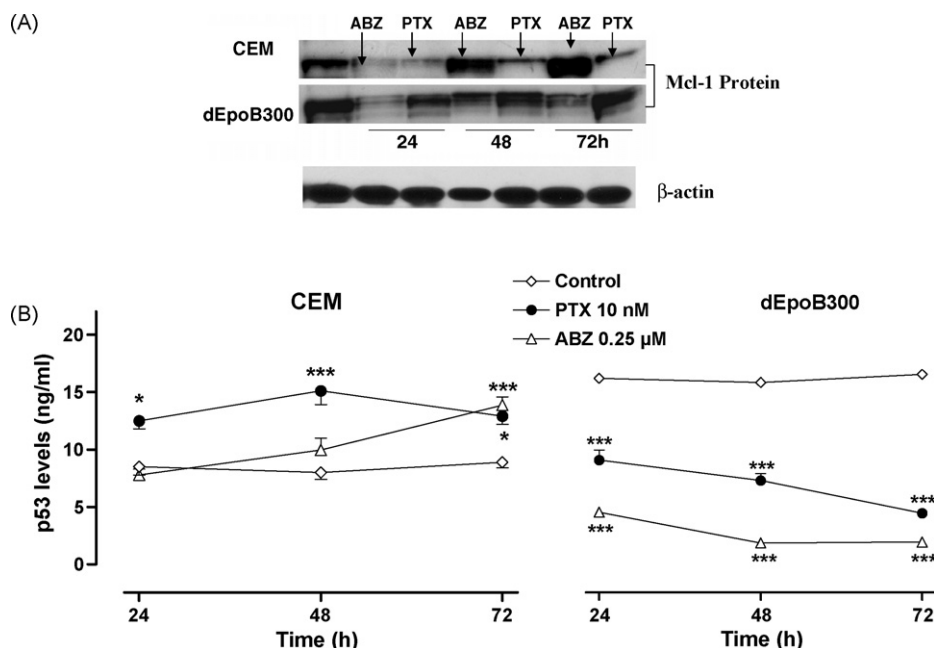 (A)
ABZ PTX ABZ PTX ABZ PTX
CEM
Mcl-1 Protein
dEpoB300
24 48 72h
β-actin
(B)
CEM
Control
PTX 10 nM
ABZ 0.25 µM
dEpoB300
p53 levels (ng/ml)
20
15
10
5
0
*
***
***
*
***
***
***
***
***
***
24 48 72
Time (h)
24 48 72
Time (h)